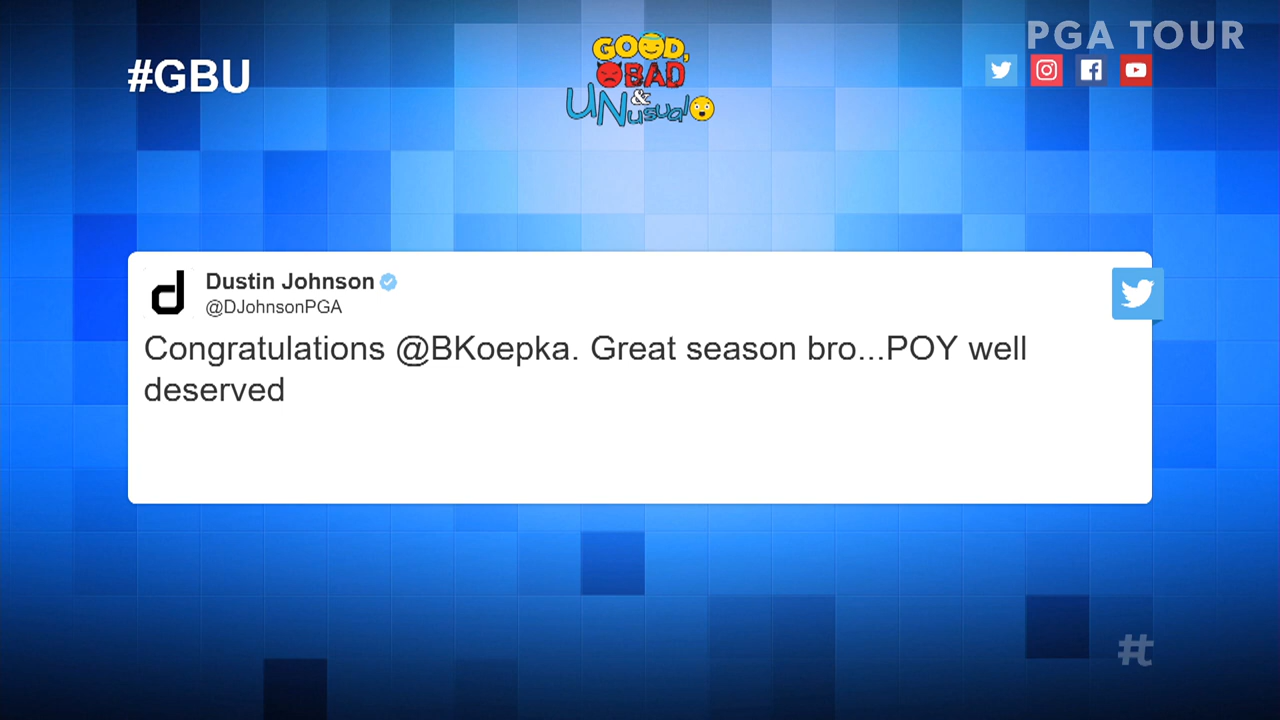 PGA TOUR
#GBU
GOOD,
BAD
&
UNusual
Dustin Johnson
@DJohnsonPGA
Congratulations @BKoepka. Great season bro...POY well
deserved
#t